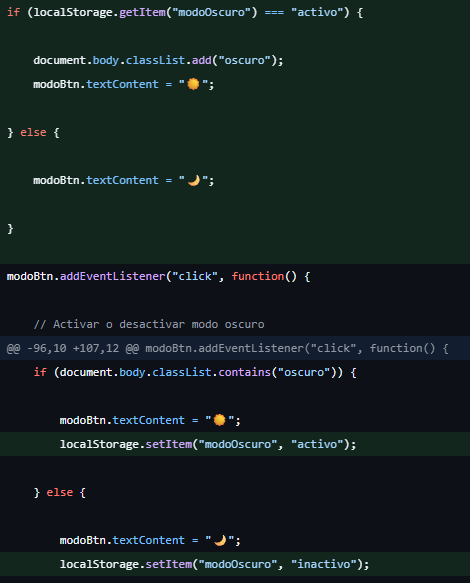 if (localStorage.getItem("modoOscuro") === "activo") {
document.body.classList.add("oscuro");
modoBtn.textContent = "☀️";
} else {
modoBtn.textContent = "🌙";
}
modoBtn.addEventListener("click", function() {
// Activar o desactivar modo oscuro
@@ -96,10 +107,12 @@ modoBtn.addEventListener("click", function() {
if (document.body.classList.contains("oscuro")) {
modoBtn.textContent = "☀️";
localStorage.setItem("modoOscuro", "activo");
} else {
modoBtn.textContent = "🌙";
localStorage.setItem("modoOscuro", "inactivo");